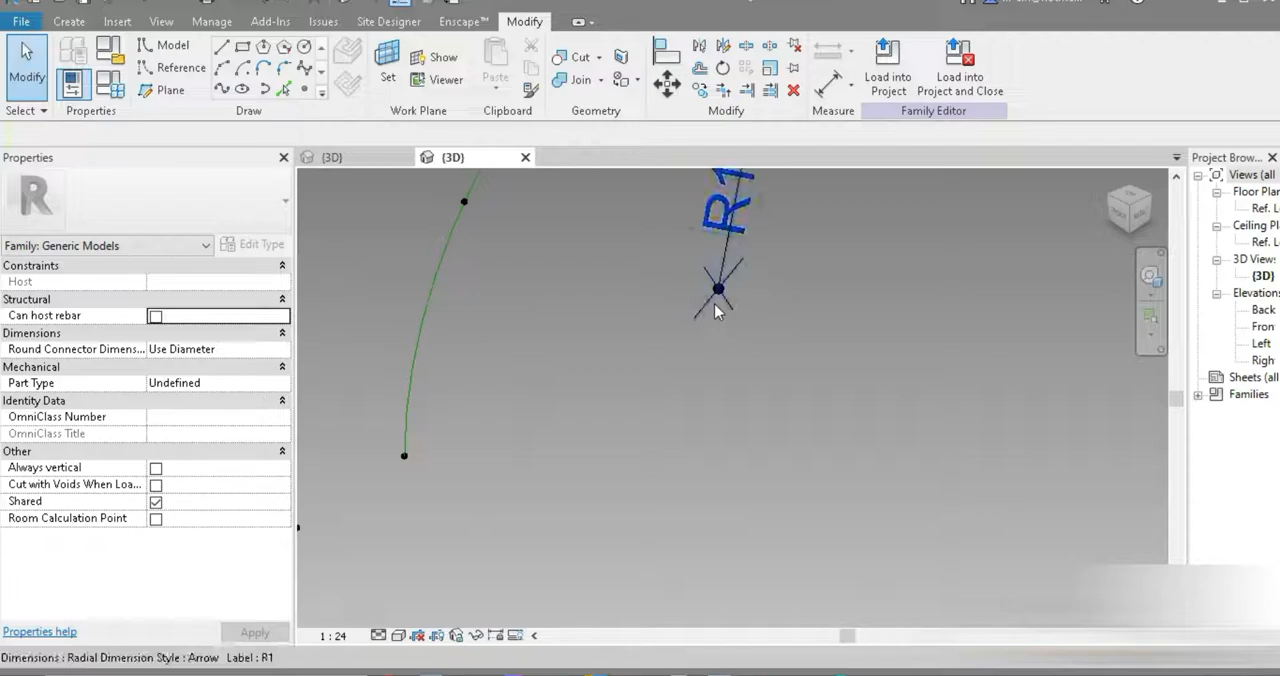 File Create Insert View Manage Add-Ins Issues Site Designer Enscape™ Modify
Modify
Select
Properties
Model
Reference
Plane
Draw
Set
Show
Viewer
Work Plane
Paste
Clipboard
Cut
Join
Geometry
Modify
Measure
Load into
Project
Load into
Project and Close
Family Editor
Properties
{3D}
{3D}
Project Brow...
R
Family: Generic Models
Edit Type
Constraints
Host
Structural
Can host rebar
Dimensions
Round Connector Dimens... Use Diameter
Mechanical
Part Type Undefined
Identity Data
OmniClass Number
OmniClass Title
Other
Always vertical
Cut with Voids When Loa...
Shared
Room Calculation Point
Properties help
Apply
R1
Views (all
Floor Plar
Ref. L
Ceiling Pl
Ref. L
3D View:
{3D}
Elevations
Back
Fron
Left
Righ
Sheets (all
Families
1 : 24
Dimensions : Radial Dimension Style : Arrow Label : R1